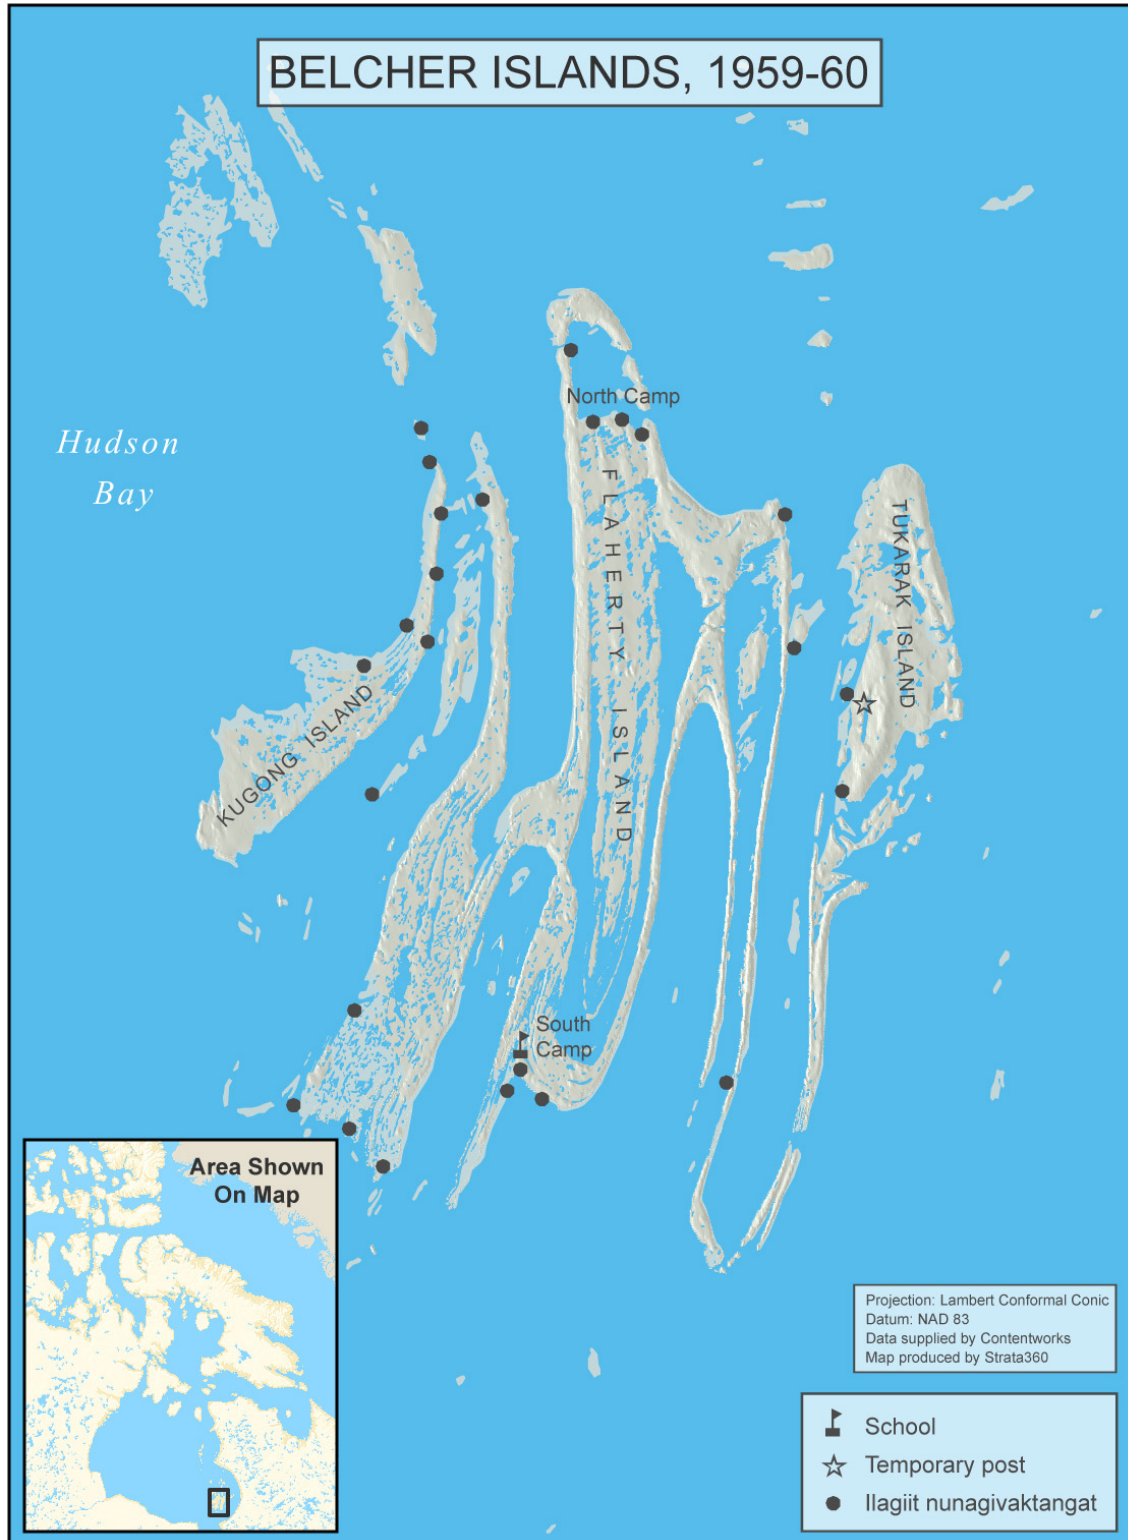 BELCHER ISLANDS, 1959-60
North Camp
Hudson
Bay
FLAHERTY ISLAND
TUKARAK ISLAND
KUGONG ISLAND
South
Camp
Area Shown
On Map
Projection: Lambert Conformal Conic
Datum: NAD 83
Data supplied by Contentworks
Map produced by Strata360
School
Temporary post
Ilagiit nunagivaktangat